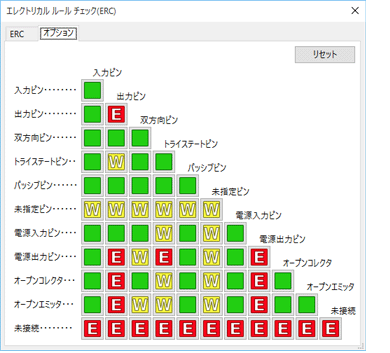 エレクトリカル ルール チェック(ERC)
ERC オプション
リセット
入力ピン
入力ピン········
出力ピン
出力ピン········ E
双方向ピン
双方向ピン······
トライステートピン
トライステートピン·· W
パッシブピン
パッシブピン······
未指定ピン
未指定ピン······ W W W W W W
電源入力ピン
電源入力ピン···· W W
電源出力ピン
電源出力ピン···· E W E W E
オープンコレクタ
オープンコレクタ··· E E W E
オープンエミッタ
オープンエミッタ··· E W W W E
未接続
未接続········ E E E E E E E E E E E